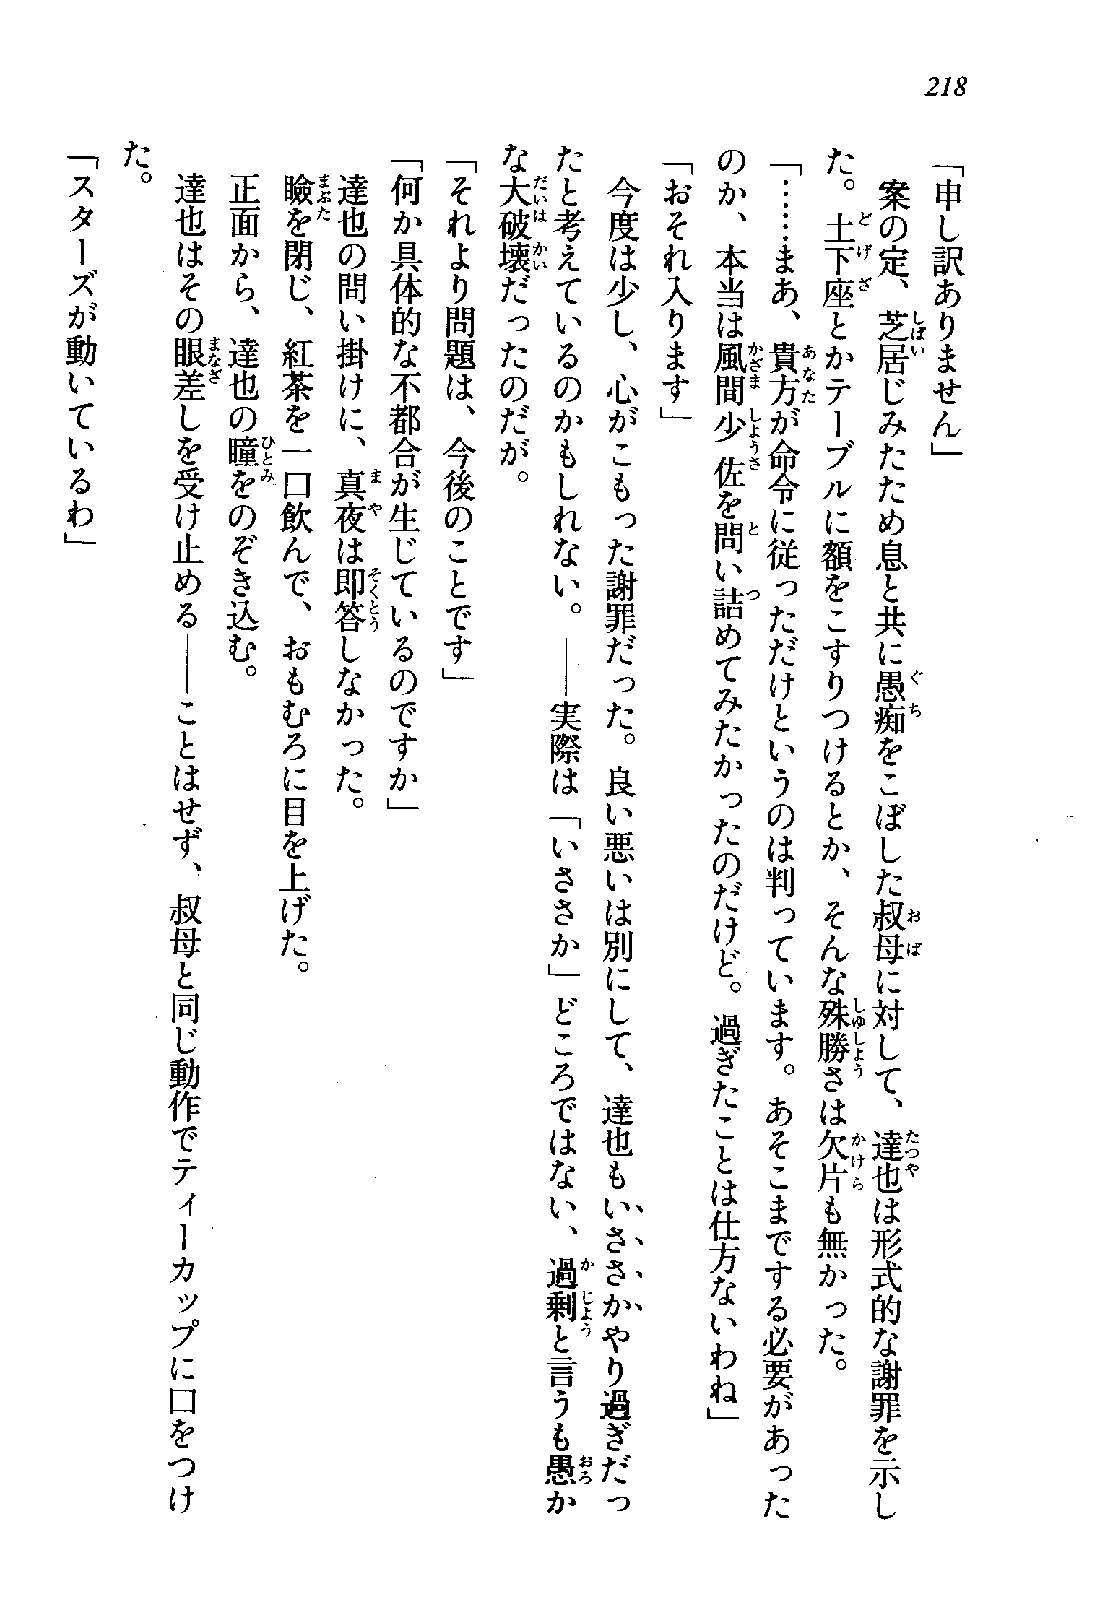 218
「申し訳ありません」
案の定、芝居じみたため息と共に愚痴をこぼした叔母に対して、達也は形式的な謝罪を示し
た。土下座とかテーブルに額をこすりつけるとか、そんな殊勝さは欠片も無かった。
「……まあ、貴方が命令に従っただけというのは判っています。あそこまでする必要があった
のか、本当は風間少佐を問い詰めてみたかったのだけど。過ぎたことは仕方ないわね」
「おそれ入ります」
今度は少し、心がこもった謝罪だった。良い悪いは別にして、達也もいささかやり過ぎだっ
たと考えているのかもしれない。――実際は「いささか」どころではない、過剰と言うも愚か
な大破壊だったのだが。
「それより問題は、今後のことです」
「何か具体的な不都合が生じているのですか」
達也の問い掛けに、真夜は即答しなかった。
瞼を閉じ、紅茶を一口飲んで、おもむろに目を上げた。
正面から、達也の瞳をのぞき込む。
達也はその眼差しを受け止める――ことはせず、叔母と同じ動作でティーカップに口をつけ
た。
「スターズが動いているわ」